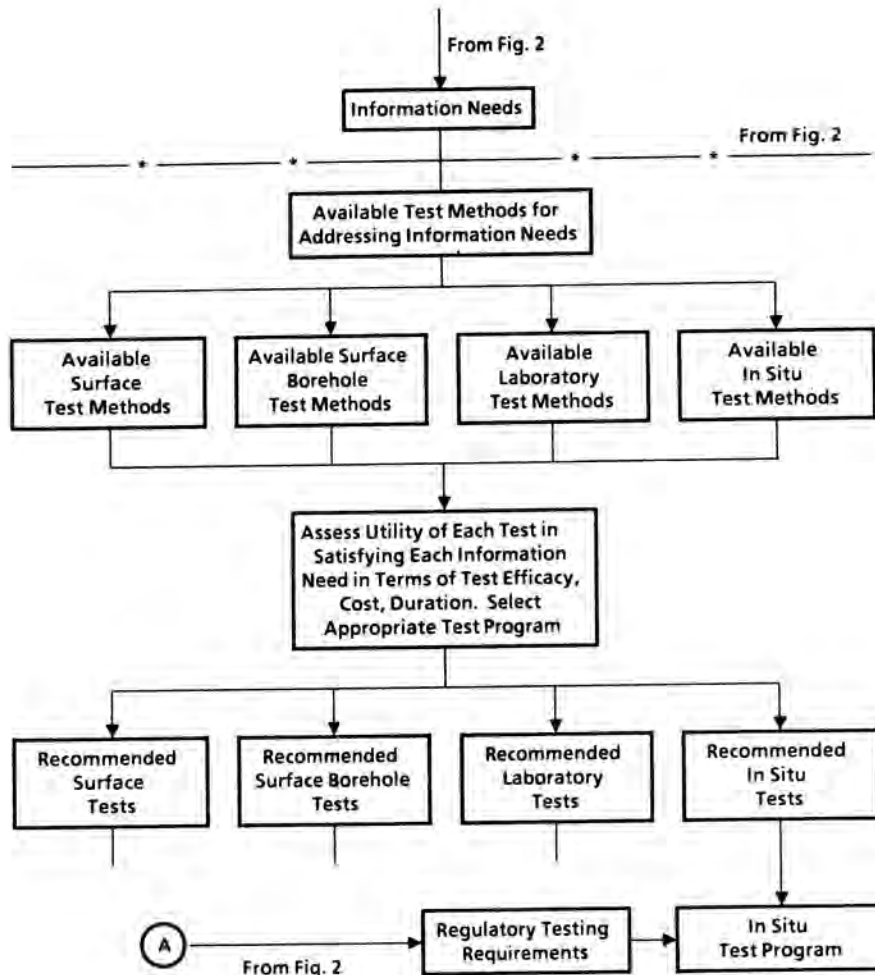 From Fig. 2
Information Needs
From Fig. 2
* * * *
Available Test Methods for
Addressing Information Needs
Available
Surface
Test Methods
Available Surface
Borehole
Test Methods
Available
Laboratory
Test Methods
Available
In Situ
Test Methods
Assess Utility of Each Test in
Satisfying Each Information
Need in Terms of Test Efficacy,
Cost, Duration. Select
Appropriate Test Program
Recommended
Surface
Tests
Recommended
Surface Borehole
Tests
Recommended
Laboratory
Tests
Recommended
In Situ
Tests
A
From Fig. 2
Regulatory Testing
Requirements
In Situ
Test Program